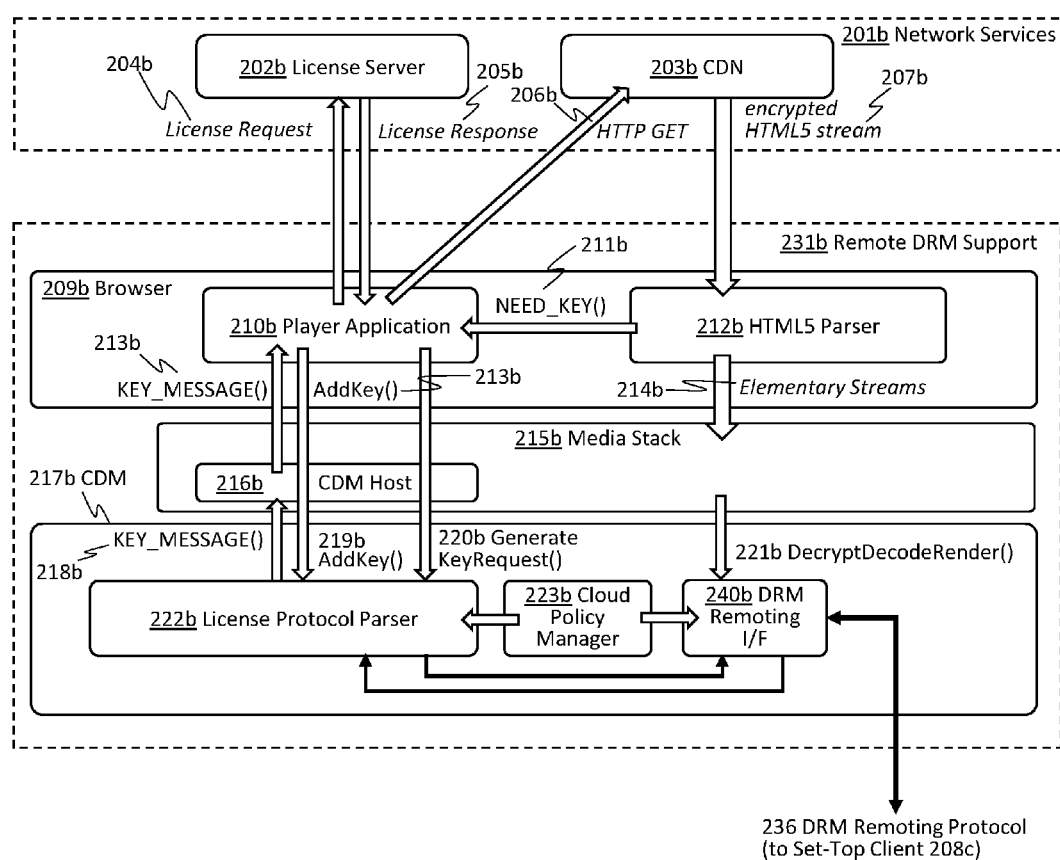 201b Network Services
202b License Server
203b CDN
204b
License Request
205b
License Response
206b
HTTP GET
encrypted
HTML5 stream
207b
231b Remote DRM Support
209b Browser
211b
210b Player Application
NEED_KEY()
212b HTML5 Parser
213b
KEY_MESSAGE()
AddKey()
213b
214b
Elementary Streams
215b Media Stack
216b
CDM Host
217b CDM
KEY_MESSAGE()
218b
219b
AddKey()
220b Generate
KeyRequest()
221b DecryptDecodeRender()
222b License Protocol Parser
223b Cloud
Policy
Manager
240b DRM
Remoting
I/F
236 DRM Remoting Protocol
(to Set-Top Client 208c)